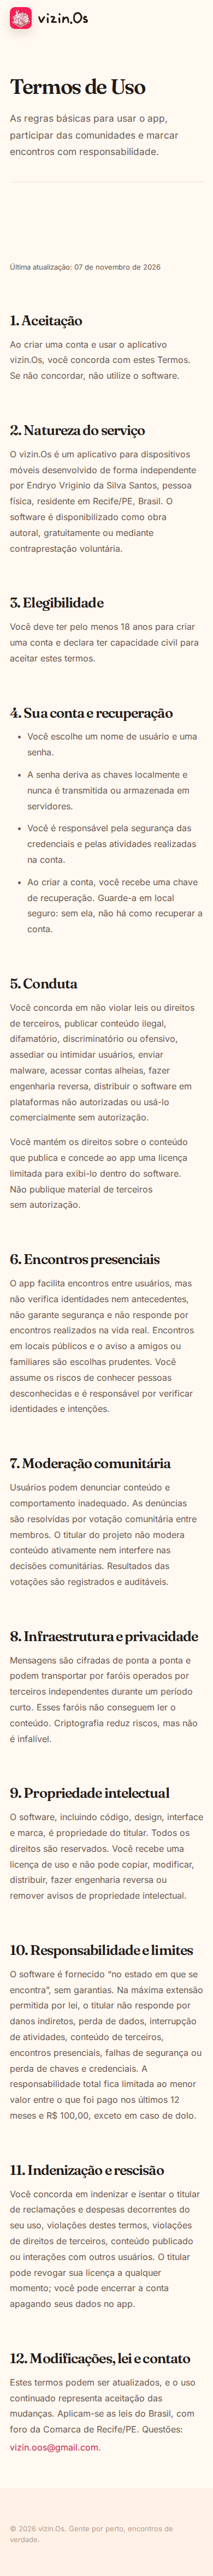 vizin.Os
Termos de Uso
As regras básicas para usar o app,
participar das comunidades e marcar
encontros com responsabilidade.
Última atualização: 07 de novembro de 2026
1. Aceitação
Ao criar uma conta e usar o aplicativo
vizin.Os, você concorda com estes Termos.
Se não concordar, não utilize o software.
2. Natureza do serviço
O vizin.Os é um aplicativo para dispositivos
móveis desenvolvido de forma independente
por Endryo Vriginio da Silva Santos, pessoa
física, residente em Recife/PE, Brasil. O
software é disponibilizado como obra
autoral, gratuitamente ou mediante
contraprestação voluntária.
3. Elegibilidade
Você deve ter pelo menos 18 anos para criar
uma conta e declara ter capacidade civil para
aceitar estes termos.
4. Sua conta e recuperação
• Você escolhe um nome de usuário e uma
senha.
• A senha deriva as chaves localmente e
nunca é transmitida ou armazenada em
servidores.
• Você é responsável pela segurança das
credenciais e pelas atividades realizadas
na conta.
• Ao criar a conta, você recebe uma chave
de recuperação. Guarde-a em local
seguro: sem ela, não há como recuperar a
conta.
5. Conduta
Você concorda em não violar leis ou direitos
de terceiros, publicar conteúdo ilegal,
difamatório, discriminatório ou ofensivo,
assediar ou intimidar usuários, enviar
malware, acessar contas alheias, fazer
engenharia reversa, distribuir o software em
plataformas não autorizadas ou usá-lo
comercialmente sem autorização.
Você mantém os direitos sobre o conteúdo
que publica e concede ao app uma licença
limitada para exibi-lo dentro do software.
Não publique material de terceiros
sem autorização.
6. Encontros presenciais
O app facilita encontros entre usuários, mas
não verifica identidades nem antecedentes,
não garante segurança e não responde por
encontros realizados na vida real. Encontros
em locais públicos e o aviso a amigos ou
familiares são escolhas prudentes. Você
assume os riscos de conhecer pessoas
desconhecidas e é responsável por verificar
identidades e intenções.
7. Moderação comunitária
Usuários podem denunciar conteúdo e
comportamento inadequado. As denúncias
são resolvidas por votação comunitária entre
membros. O titular do projeto não modera
conteúdo ativamente nem interfere nas
decisões comunitárias. Resultados das
votações são registrados e auditáveis.
8. Infraestrutura e privacidade
Mensagens são cifradas de ponta a ponta e
podem transportar por faróis operados por
terceiros independentes durante um período
curto. Esses faróis não conseguem ler o
conteúdo. Criptografia reduz riscos, mas não
é infalível.
9. Propriedade intelectual
O software, incluindo código, design, interface
e marca, é propriedade do titular. Todos os
direitos são reservados. Você recebe uma
licença de uso e não pode copiar, modificar,
distribuir, fazer engenharia reversa ou
remover avisos de propriedade intelectual.
10. Responsabilidade e limites
O software é fornecido “no estado em que se
encontra”, sem garantias. Na máxima extensão
permitida por lei, o titular não responde por
danos indiretos, perda de dados, interrupção
de atividades, conteúdo de terceiros,
encontros presenciais, falhas de segurança ou
perda de chaves e credenciais. A
responsabilidade total fica limitada ao menor
valor entre o que foi pago nos últimos 12
meses e R$ 100,00, exceto em caso de dolo.
11. Indenização e rescisão
Você concorda em indenizar e isentar o titular
de reclamações e despesas decorrentes do
seu uso, violações destes termos, violações
de direitos de terceiros, conteúdo publicado
ou interações com outros usuários. O titular
pode revogar sua licença a qualquer
momento; você pode encerrar a conta
apagando seus dados no app.
12. Modificações, lei e contato
Estes termos podem ser atualizados, e o uso
continuado representa aceitação das
mudanças. Aplicam-se as leis do Brasil, com
foro da Comarca de Recife/PE. Questões:
vizin.oos@gmail.com.
© 2026 vizin.Os. Gente por perto, encontros de
verdade.